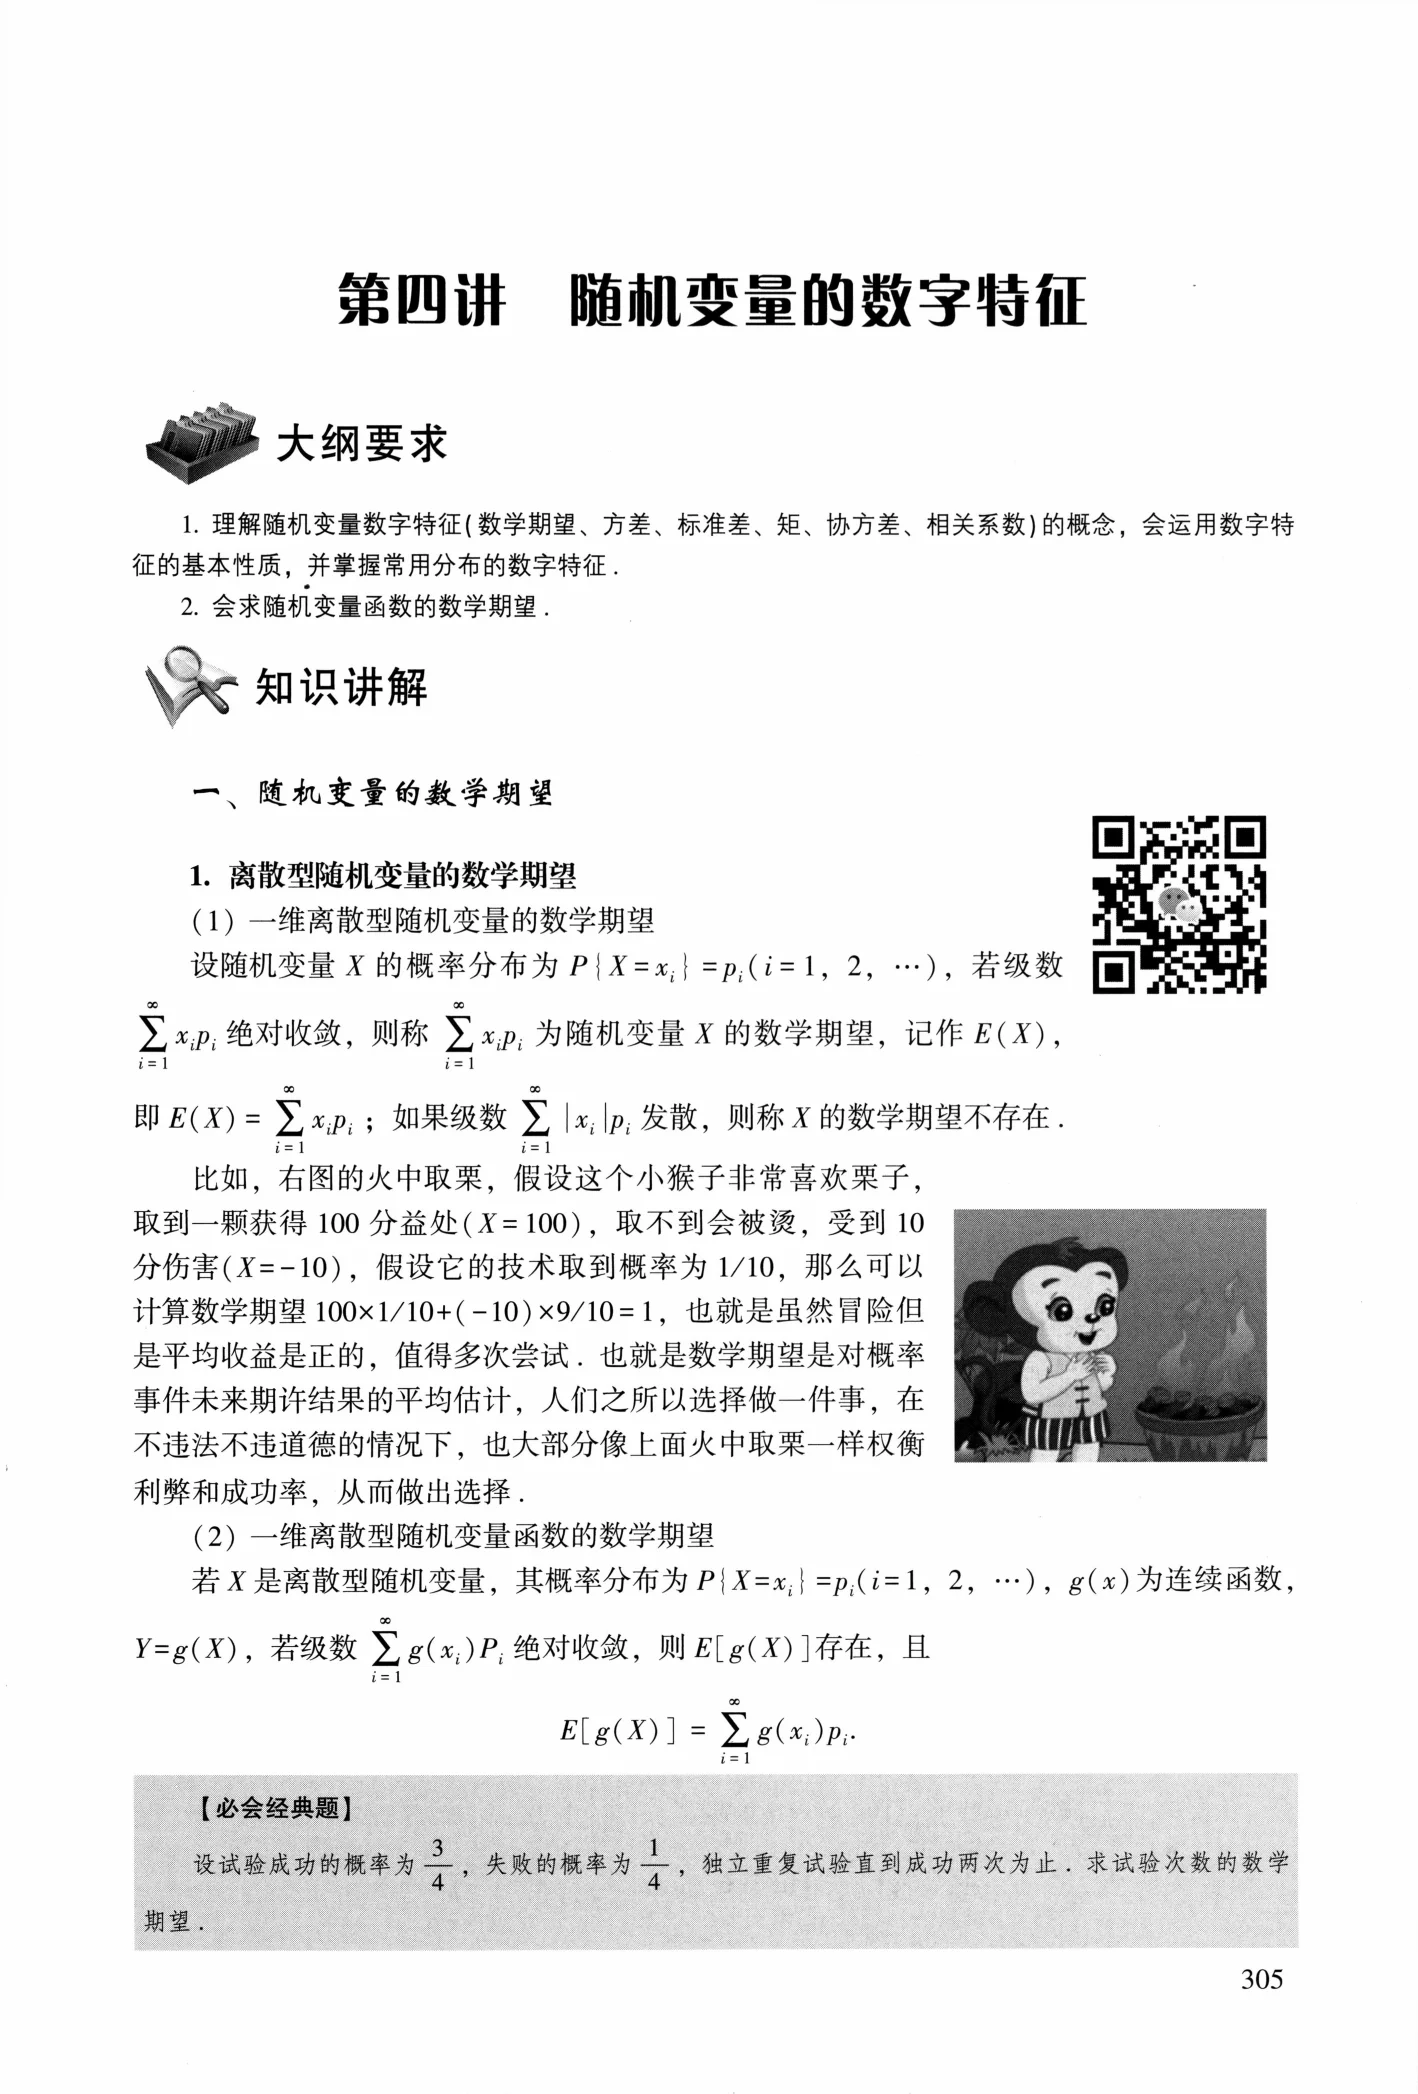 第四讲　随机变量的数字特征
大纲要求
1. 理解随机变量数字特征(数学期望、方差、标准差、矩、协方差、相关系数)的概念，会运用数字特
征的基本性质，并掌握常用分布的数字特征.
2. 会求随机变量函数的数学期望.
知识讲解
一、随机变量的数学期望
1. 离散型随机变量的数学期望
(1) 一维离散型随机变量的数学期望
设随机变量 X 的概率分布为 P{X=x_i}=p_i(i=1，2，…)，若级数
∑_{i=1}^{∞} x_i p_i 绝对收敛，则称 ∑_{i=1}^{∞} x_i p_i 为随机变量 X 的数学期望，记作 E(X)，
即 E(X) = ∑_{i=1}^{∞} x_i p_i；如果级数 ∑_{i=1}^{∞} |x_i|p_i 发散，则称 X 的数学期望不存在.
比如，右图的火中取栗，假设这个小猴子非常喜欢栗子，
取到一颗获得 100 分益处(X=100)，取不到会被烫，受到 10
分伤害(X=-10)，假设它的技术取到概率为 1/10，那么可以
计算数学期望 100×1/10+(-10)×9/10=1，也就是虽然冒险但
是平均收益是正的，值得多次尝试. 也就是数学期望是对概率
事件未来期许结果的平均估计，人们之所以选择做一件事，在
不违法不违道德的情况下，也大部分像上面火中取栗一样权衡
利弊和成功率，从而做出选择.
(2) 一维离散型随机变量函数的数学期望
若 X 是离散型随机变量，其概率分布为 P{X=x_i}=p_i(i=1，2，…)，g(x)为连续函数，
Y=g(X)，若级数 ∑_{i=1}^{∞} g(x_i)P_i 绝对收敛，则 E[g(X)]存在，且
E[g(X)] = ∑_{i=1}^{∞} g(x_i)p_i.
【必会经典题】
设试验成功的概率为 3/4，失败的概率为 1/4，独立重复试验直到成功两次为止. 求试验次数的数学
期望.
305